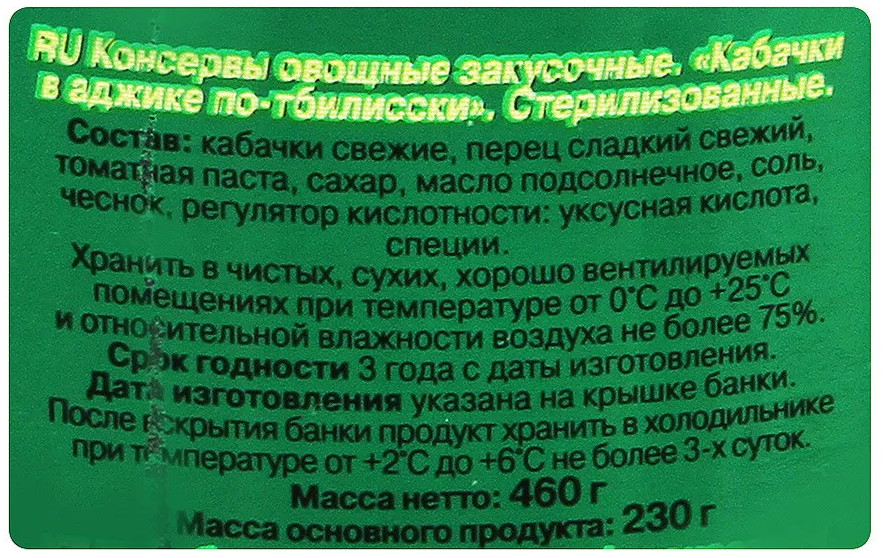 RU Консервы овощные закусочные. «Кабачки
в аджике по-тбилисски». Стерилизованные.
Состав: кабачки свежие, перец сладкий свежий,
томатная паста, сахар, масло подсолнечное, соль,
чеснок, регулятор кислотности: уксусная кислота,
специи.
Хранить в чистых, сухих, хорошо вентилируемых
помещениях при температуре от 0°С до +25°С
и относительной влажности воздуха не более 75%.
Срок годности 3 года с даты изготовления.
Дата изготовления указана на крышке банки.
После вскрытия банки продукт хранить в холодильнике
при температуре от +2°С до +6°С не более 3-х суток.
Масса нетто: 460 г
Масса основного продукта: 230 г